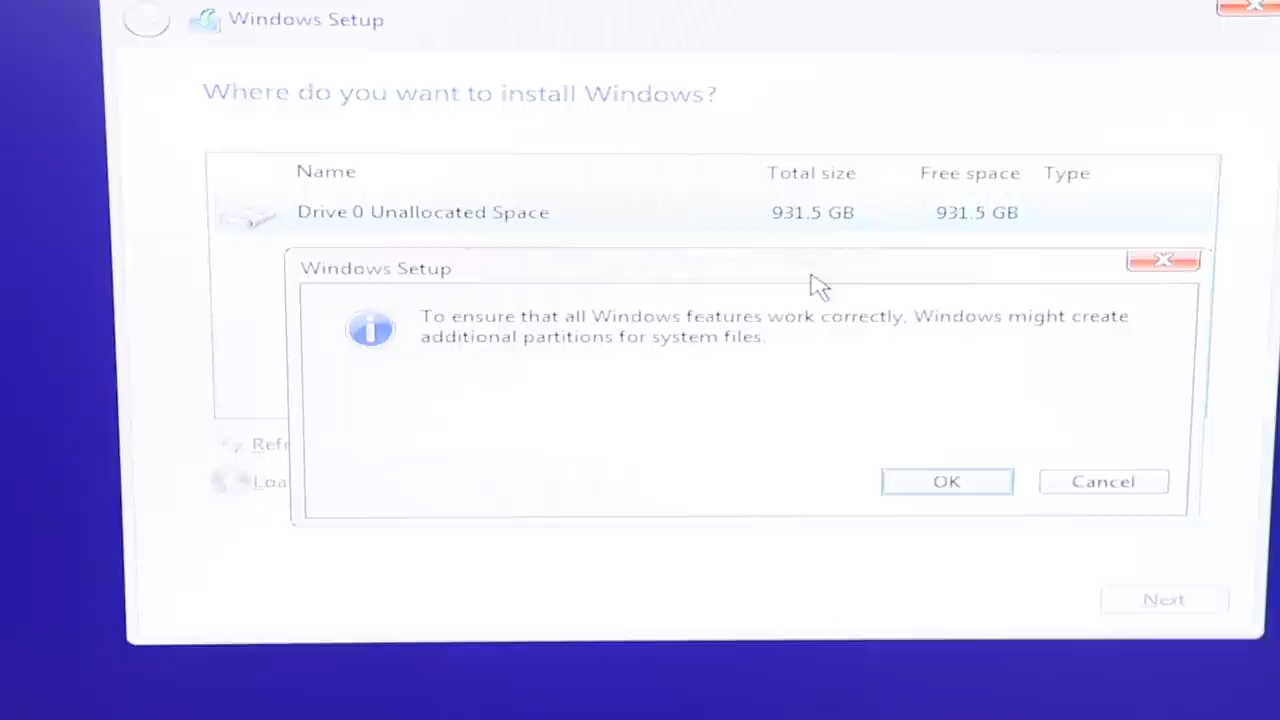 Windows Setup
Where do you want to install Windows?
Name Total size Free space Type
Drive 0 Unallocated Space 931.5 GB 931.5 GB
Windows Setup
To ensure that all Windows features work correctly, Windows might create
additional partitions for system files.
Refr
Loa
OK Cancel
Next